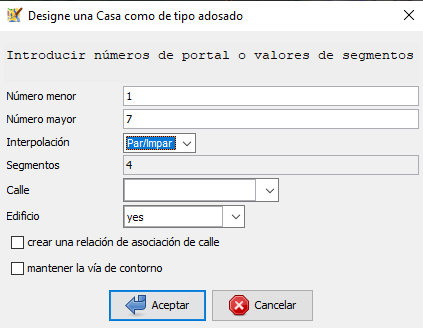 Designe una Casa como de tipo adosado
Introducir números de portal o valores de segmentos
Número menor 1
Número mayor 7
Interpolación Par/Impar
Segmentos 4
Calle
Edificio yes
crear una relación de asociación de calle
mantener la vía de contorno
Aceptar Cancelar